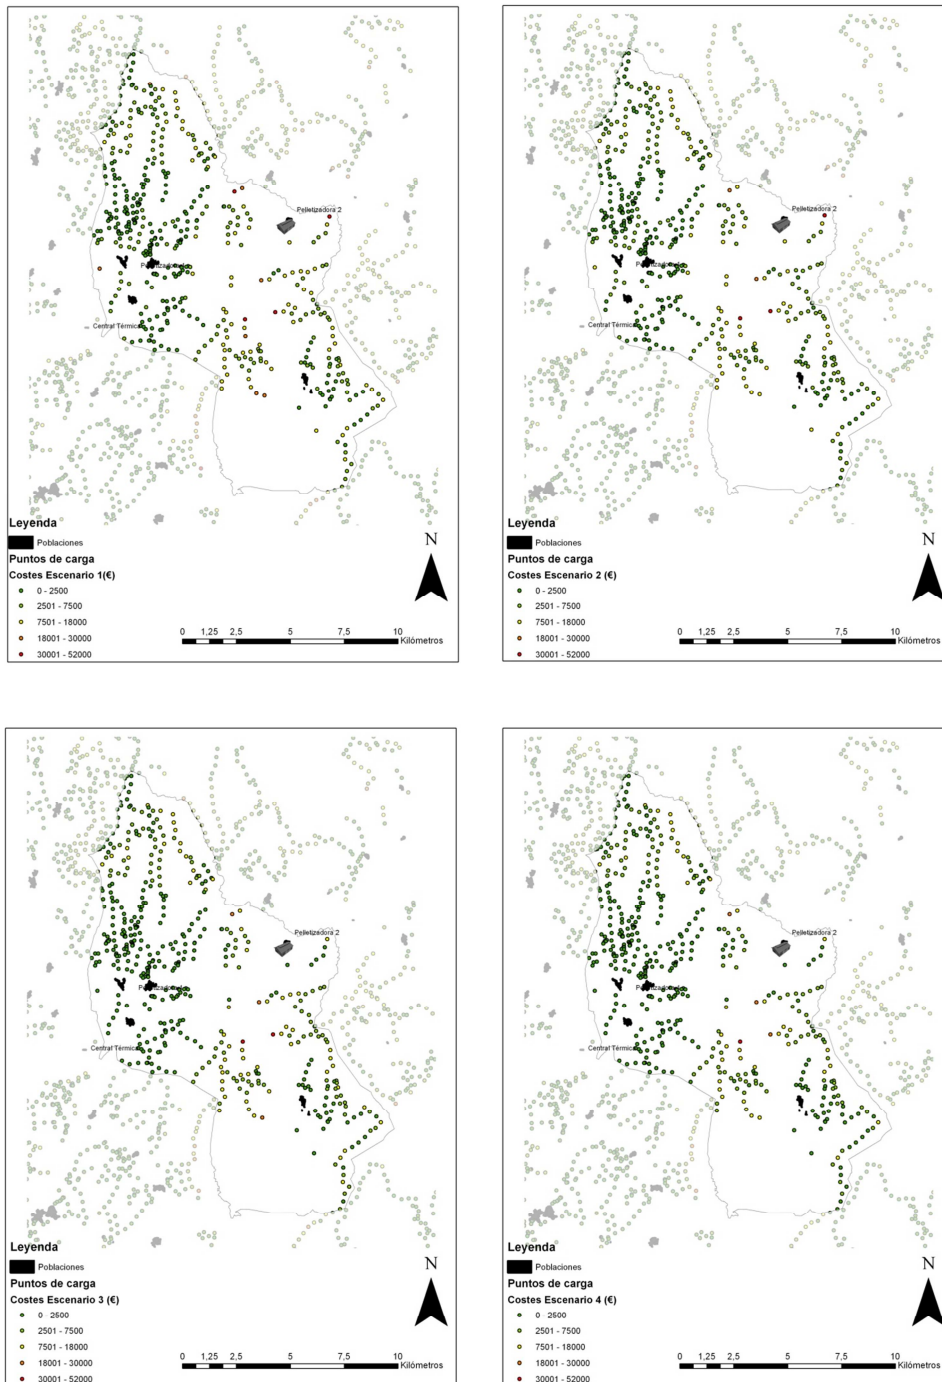 Pelletizadora 2
Central Térmica
Leyenda
Poblaciones
Puntos de carga
Costes Escenario 1(€)
0 - 2500
2501 - 7500
7501 - 18000
18001 - 30000
30001 - 52000
N
0 1,25 2,5 5 7,5 10
Kilómetros
Pelletizadora 2
Central Térmica
Leyenda
Poblaciones
Puntos de carga
Costes Escenario 2 (€)
0 - 2500
2501 - 7500
7501 - 18000
18001 - 30000
30001 - 52000
N
0 1,25 2,5 5 7,5 10
Kilómetros
Pelletizadora 2
Central Térmica
Leyenda
Poblaciones
Puntos de carga
Costes Escenario 3 (€)
0 - 2500
2501 - 7500
7501 - 18000
18001 - 30000
30001 - 52000
N
0 1,25 2,5 5 7,5 10
Kilómetros
Pelletizadora 2
Central Térmica
Leyenda
Poblaciones
Puntos de carga
Costes Escenario 4 (€)
0 - 2500
2501 - 7500
7501 - 18000
18001 - 30000
30001 - 52000
N
0 1,25 2,5 5 7,5 10
Kilómetros